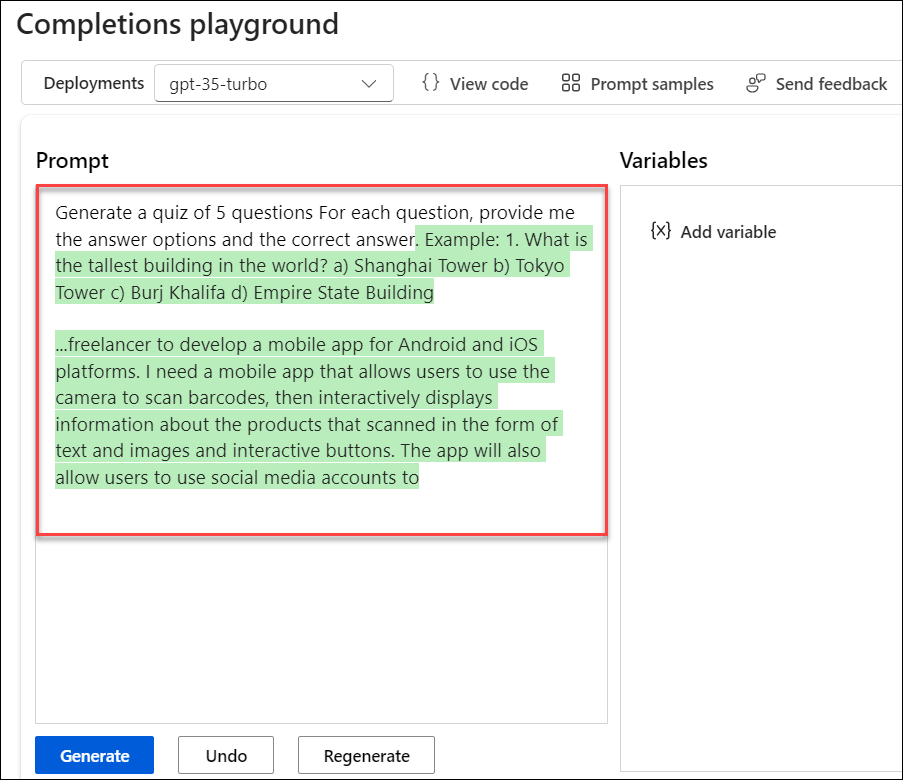 Completions playground
Deployments gpt-35-turbo {} View code Prompt samples Send feedback
Prompt
Variables
Generate a quiz of 5 questions For each question, provide me
the answer options and the correct answer. Example: 1. What is
the tallest building in the world? a) Shanghai Tower b) Tokyo
Tower c) Burj Khalifa d) Empire State Building
...freelancer to develop a mobile app for Android and iOS
platforms. I need a mobile app that allows users to use the
camera to scan barcodes, then interactively displays
information about the products that scanned in the form of
text and images and interactive buttons. The app will also
allow users to use social media accounts to
{x} Add variable
Generate Undo Regenerate